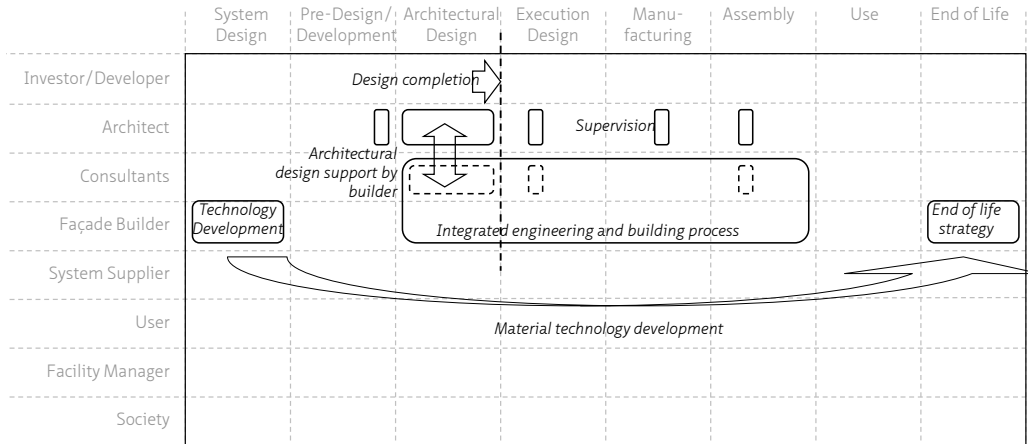 System
Design
Pre-Design/
Development
Architectural
Design
Execution
Design
Manu-
facturing
Assembly
Use
End of Life
Investor/Developer
Design completion
Architect
Supervision
Architectural
design support by
builder
Consultants
Façade Builder
Technology
Development
Integrated engineering and building process
End of life
strategy
System Supplier
User
Material technology development
Facility Manager
Society